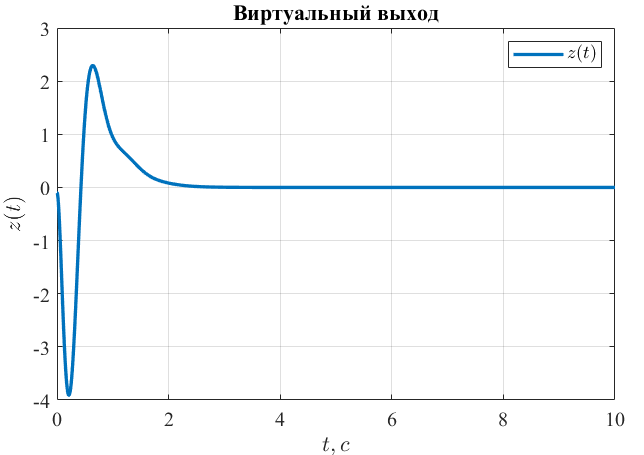 Виртуальный выход
z(t)
3
2
1
0
-1
-2
-3
-4
z(t)
0 2 4 6 8 10
t, c